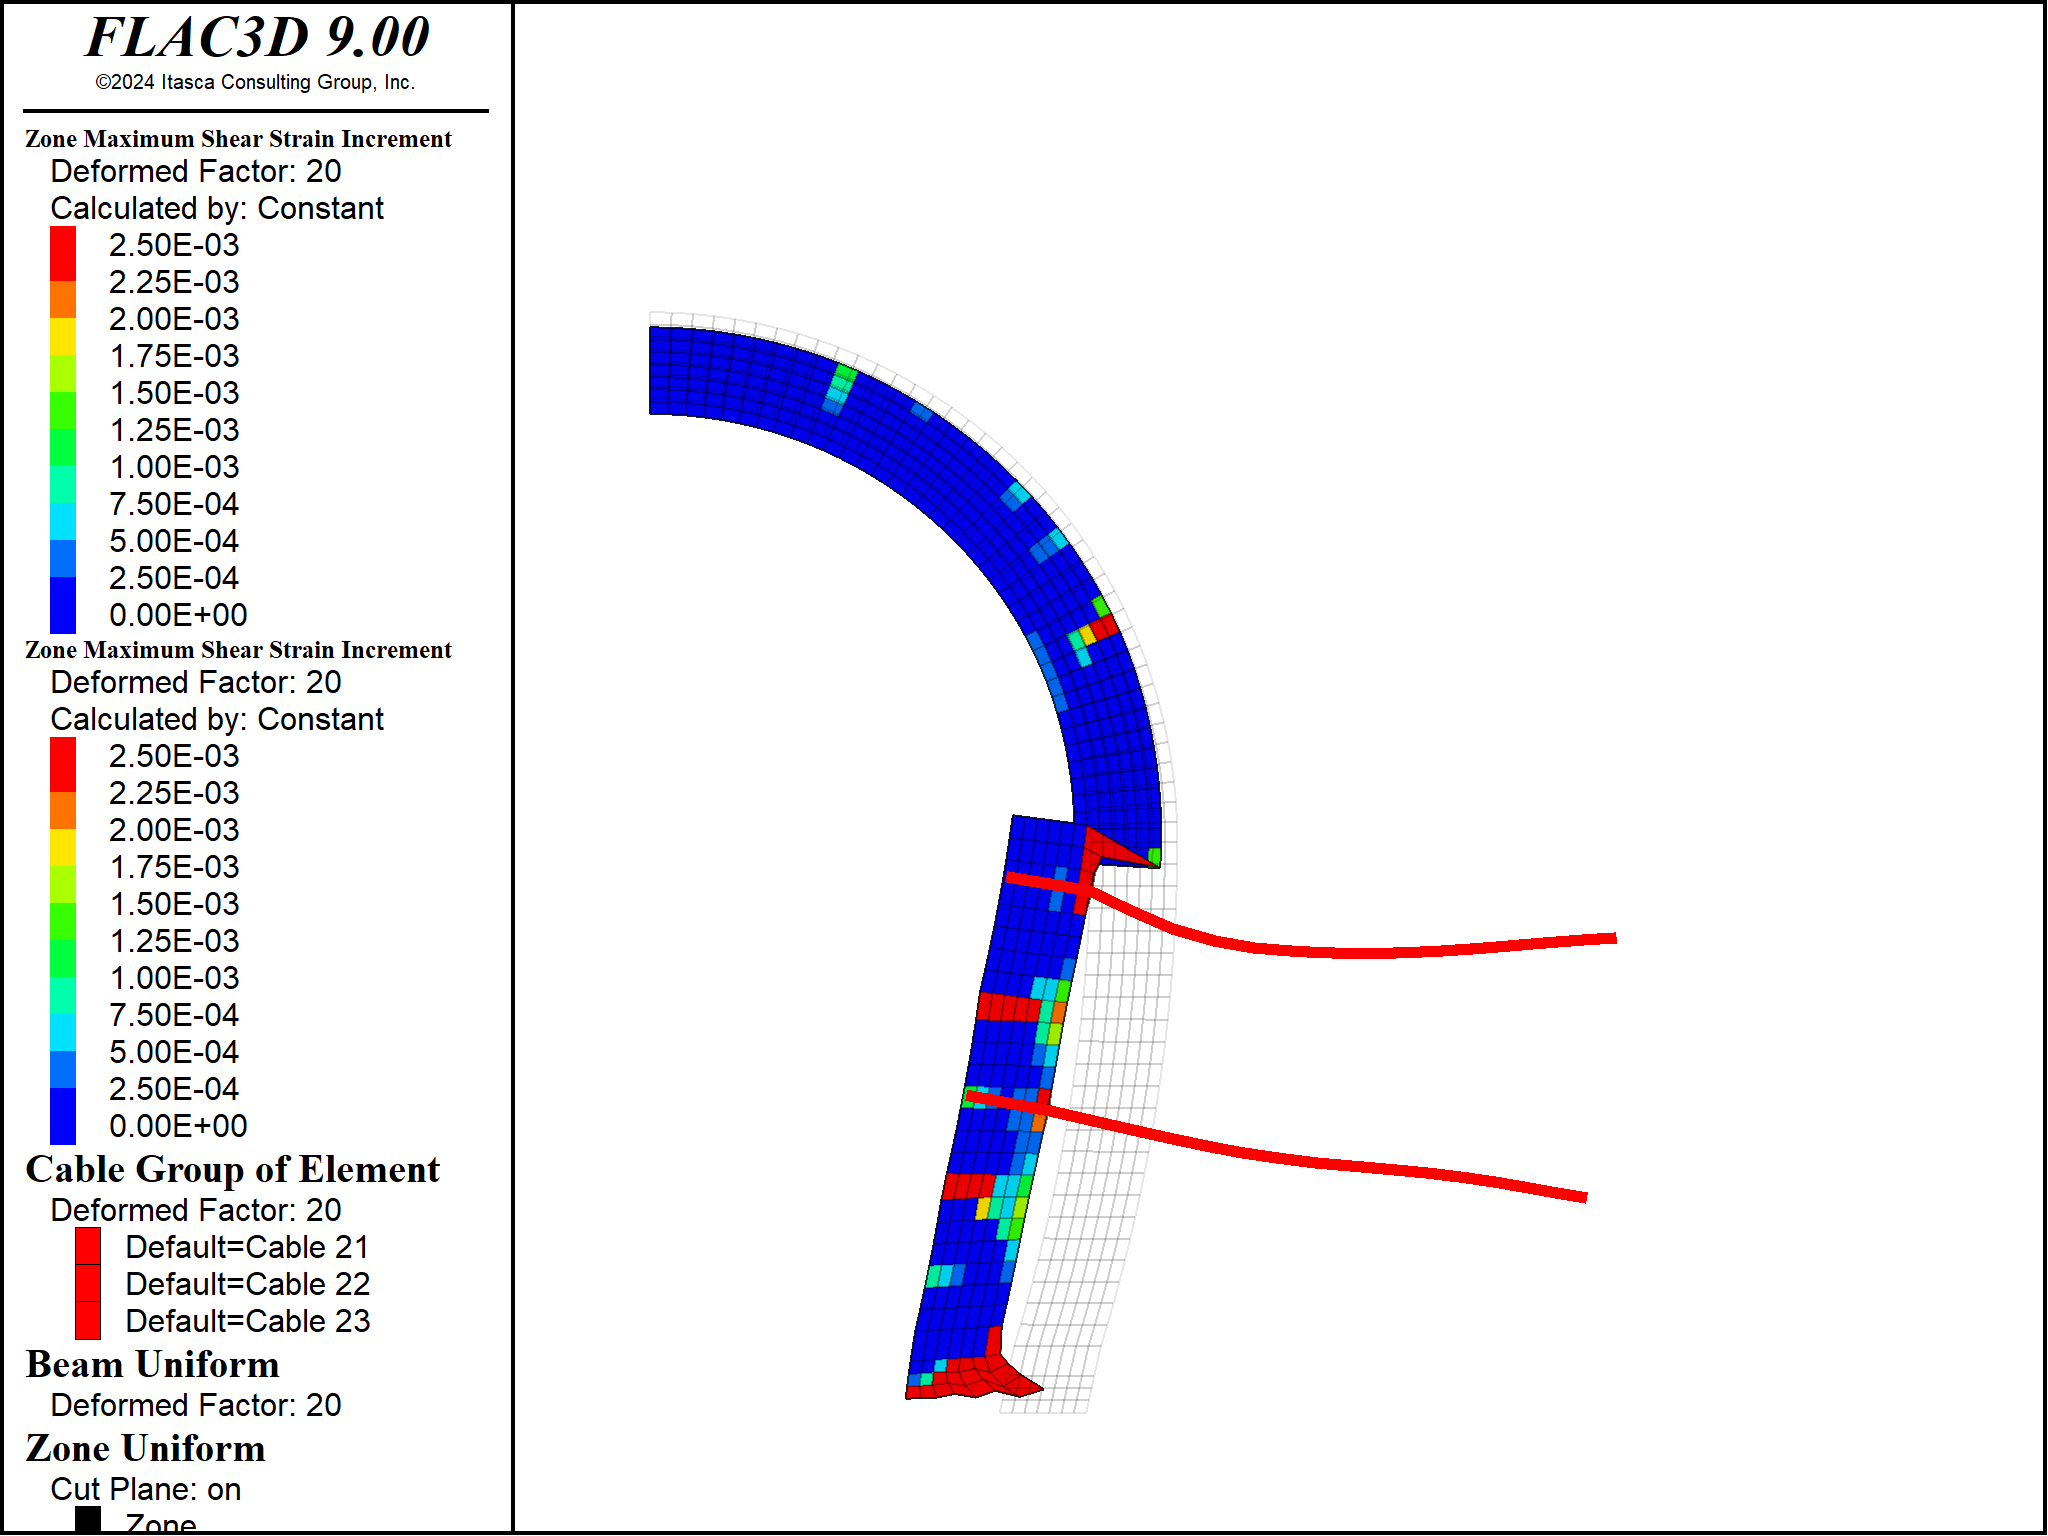 FLAC3D 9.00
©2024 Itasca Consulting Group, Inc.
Zone Maximum Shear Strain Increment
Deformed Factor: 20
Calculated by: Constant
2.50E-03
2.25E-03
2.00E-03
1.75E-03
1.50E-03
1.25E-03
1.00E-03
7.50E-04
5.00E-04
2.50E-04
0.00E+00
Zone Maximum Shear Strain Increment
Deformed Factor: 20
Calculated by: Constant
2.50E-03
2.25E-03
2.00E-03
1.75E-03
1.50E-03
1.25E-03
1.00E-03
7.50E-04
5.00E-04
2.50E-04
0.00E+00
Cable Group of Element
Deformed Factor: 20
Default=Cable 21
Default=Cable 22
Default=Cable 23
Beam Uniform
Deformed Factor: 20
Zone Uniform
Cut Plane: on
Zone